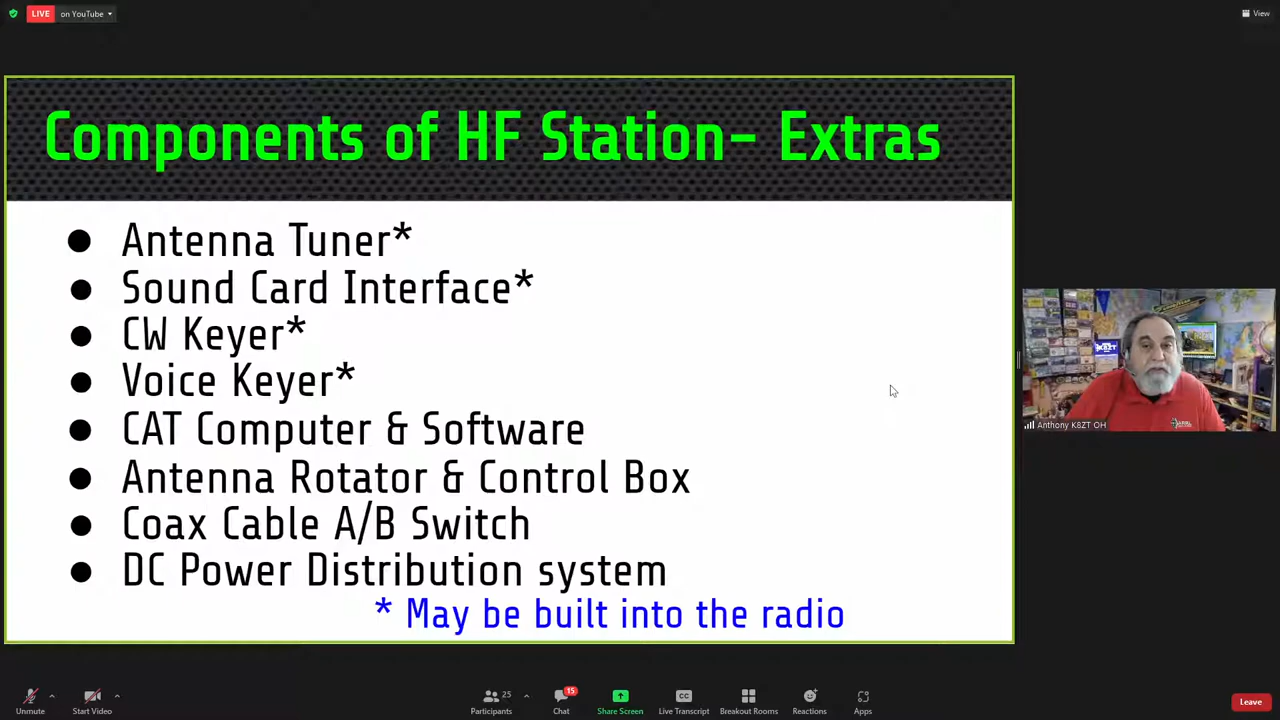 LIVE on YouTube
View
Components of HF Station- Extras
● Antenna Tuner*
● Sound Card Interface*
● CW Keyer*
● Voice Keyer*
● CAT Computer & Software
● Antenna Rotator & Control Box
● Coax Cable A/B Switch
● DC Power Distribution system
* May be built into the radio
K8ZT
Anthony K8ZT OH
Unmute
Start Video
25
Participants
15
Chat
Share Screen
CC
Live Transcript
Breakout Rooms
Reactions
Apps
Leave